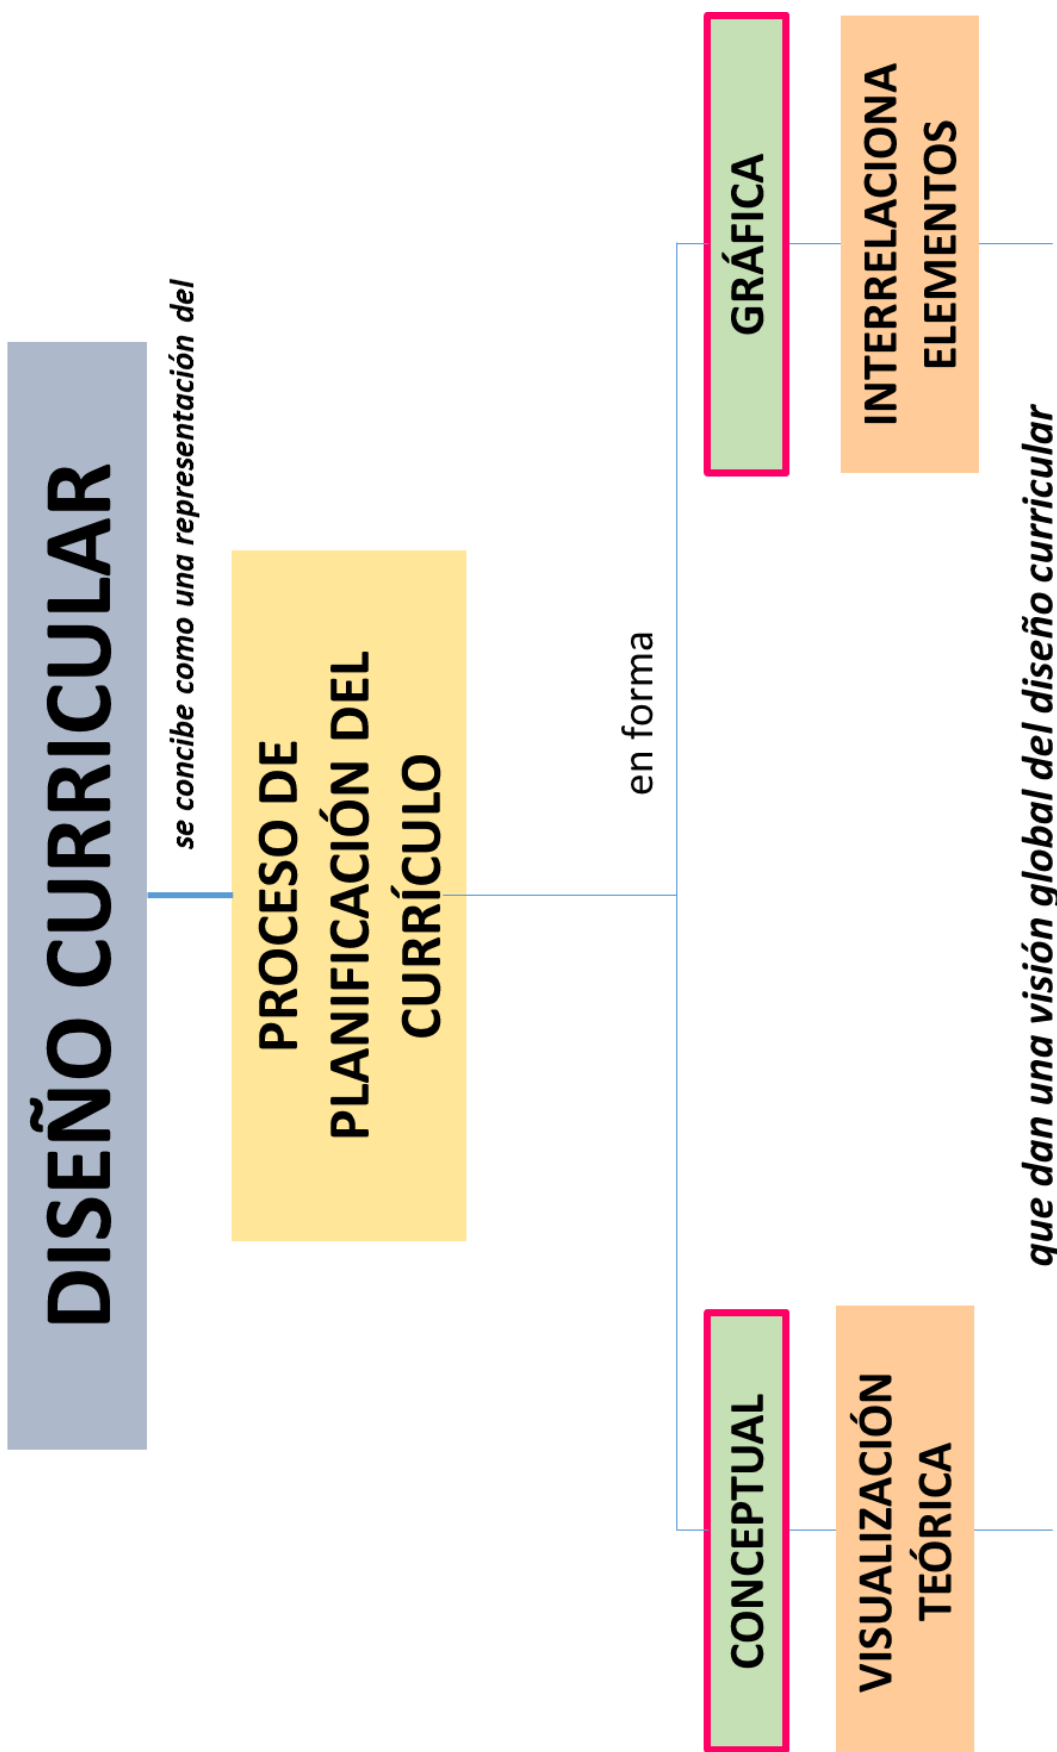 DISEÑO CURRICULAR
se concibe como una representación del
PROCESO DE
PLANIFICACIÓN DEL
CURRÍCULO
en forma
CONCEPTUAL
GRÁFICA
VISUALIZACIÓN
TEÓRICA
INTERRELACIONA
ELEMENTOS
que dan una visión global del diseño curricular